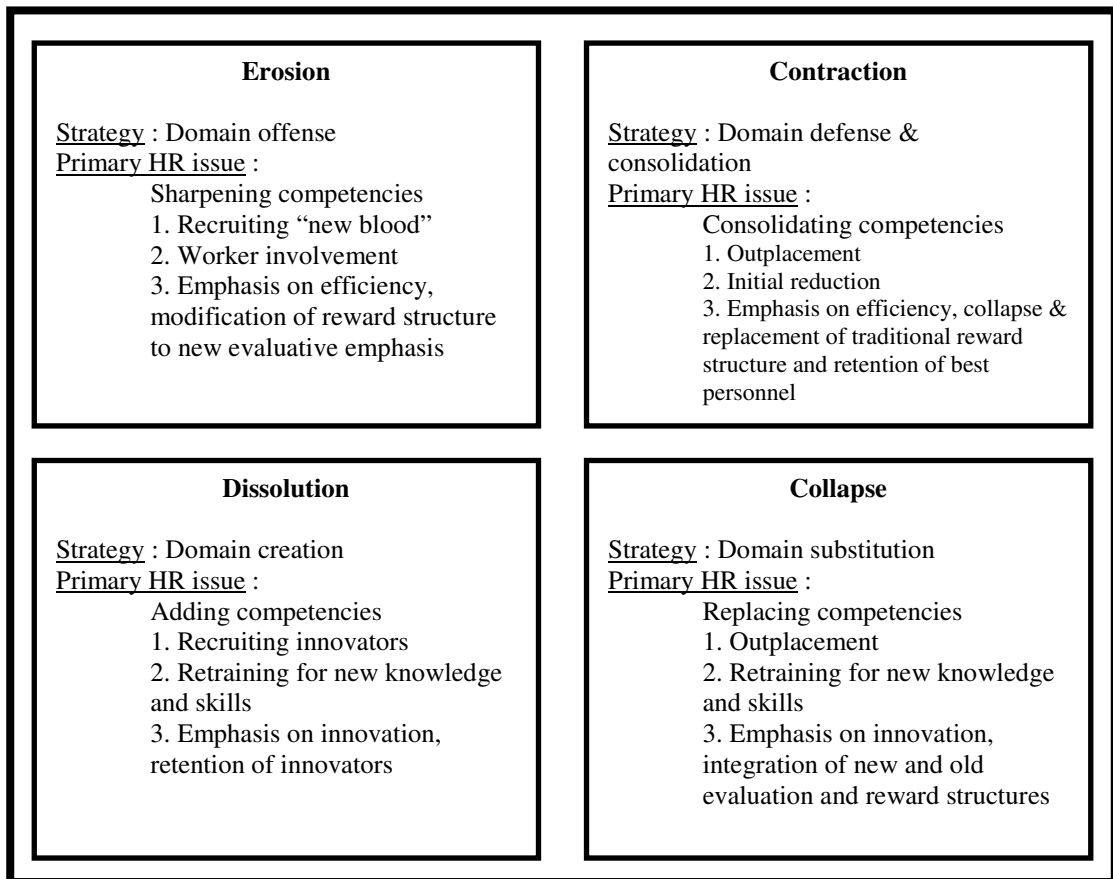 Erosion
Strategy : Domain offense
Primary HR issue :
Sharpening competencies
1. Recruiting “new blood”
2. Worker involvement
3. Emphasis on efficiency,
modification of reward structure
to new evaluative emphasis
Contraction
Strategy : Domain defense &
consolidation
Primary HR issue :
Consolidating competencies
1. Outplacement
2. Initial reduction
3. Emphasis on efficiency, collapse &
replacement of traditional reward
structure and retention of best
personnel
Dissolution
Strategy : Domain creation
Primary HR issue :
Adding competencies
1. Recruiting innovators
2. Retraining for new knowledge
and skills
3. Emphasis on innovation,
retention of innovators
Collapse
Strategy : Domain substitution
Primary HR issue :
Replacing competencies
1. Outplacement
2. Retraining for new knowledge
and skills
3. Emphasis on innovation,
integration of new and old
evaluation and reward structures